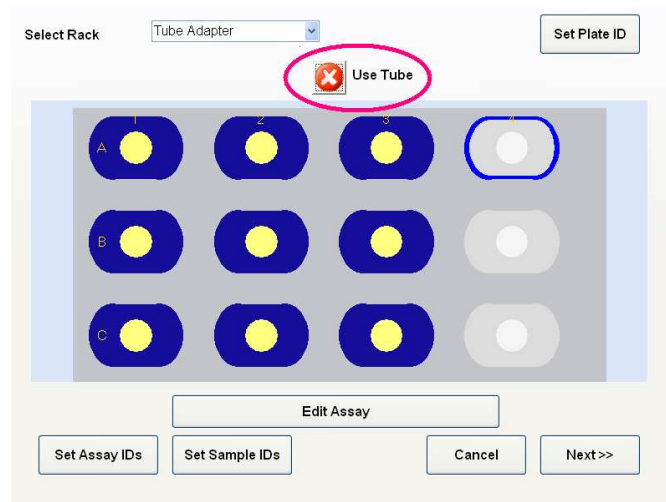 Select Rack
Tube Adapter
Set Plate ID
Use Tube
1 2 3 4
A
B
C
Edit Assay
Set Assay IDs
Set Sample IDs
Cancel
Next>>